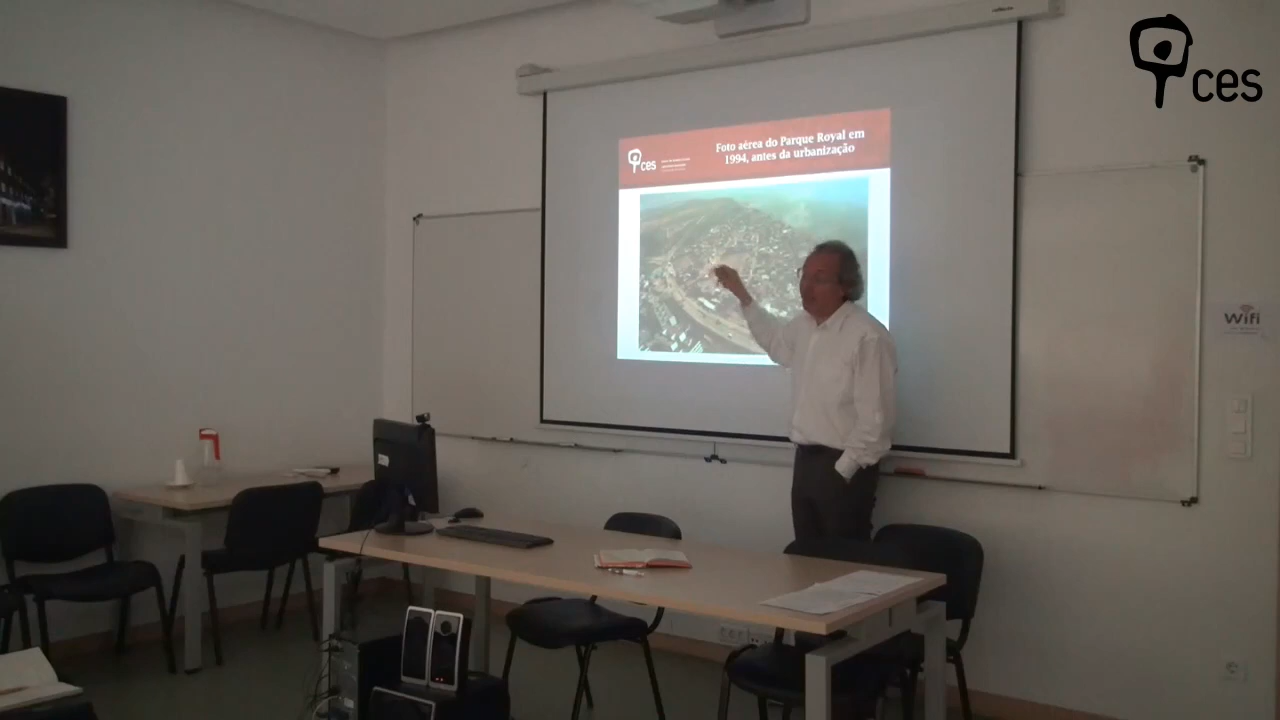 ces
Foto aérea do Parque Royal em
1994, antes da urbanização
ces
Wifi